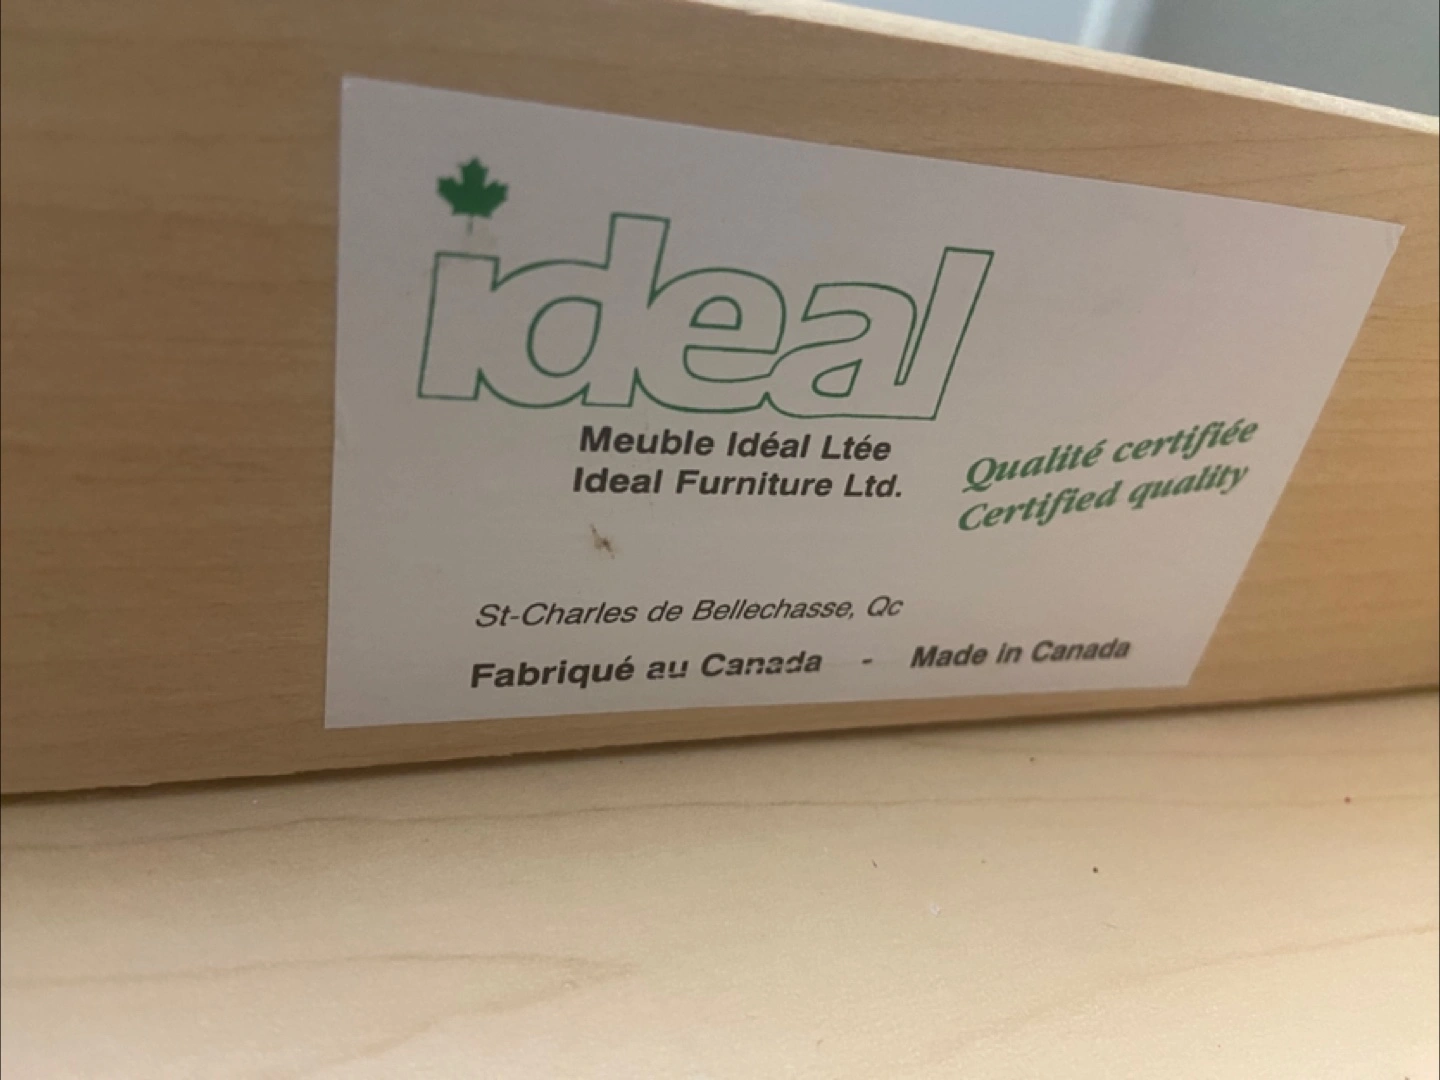 ideal
Meuble Idéal Ltée
Ideal Furniture Ltd.
Qualité certifiée
Certified quality
St-Charles de Bellechasse, Qc
Fabriqué au Canada - Made in Canada